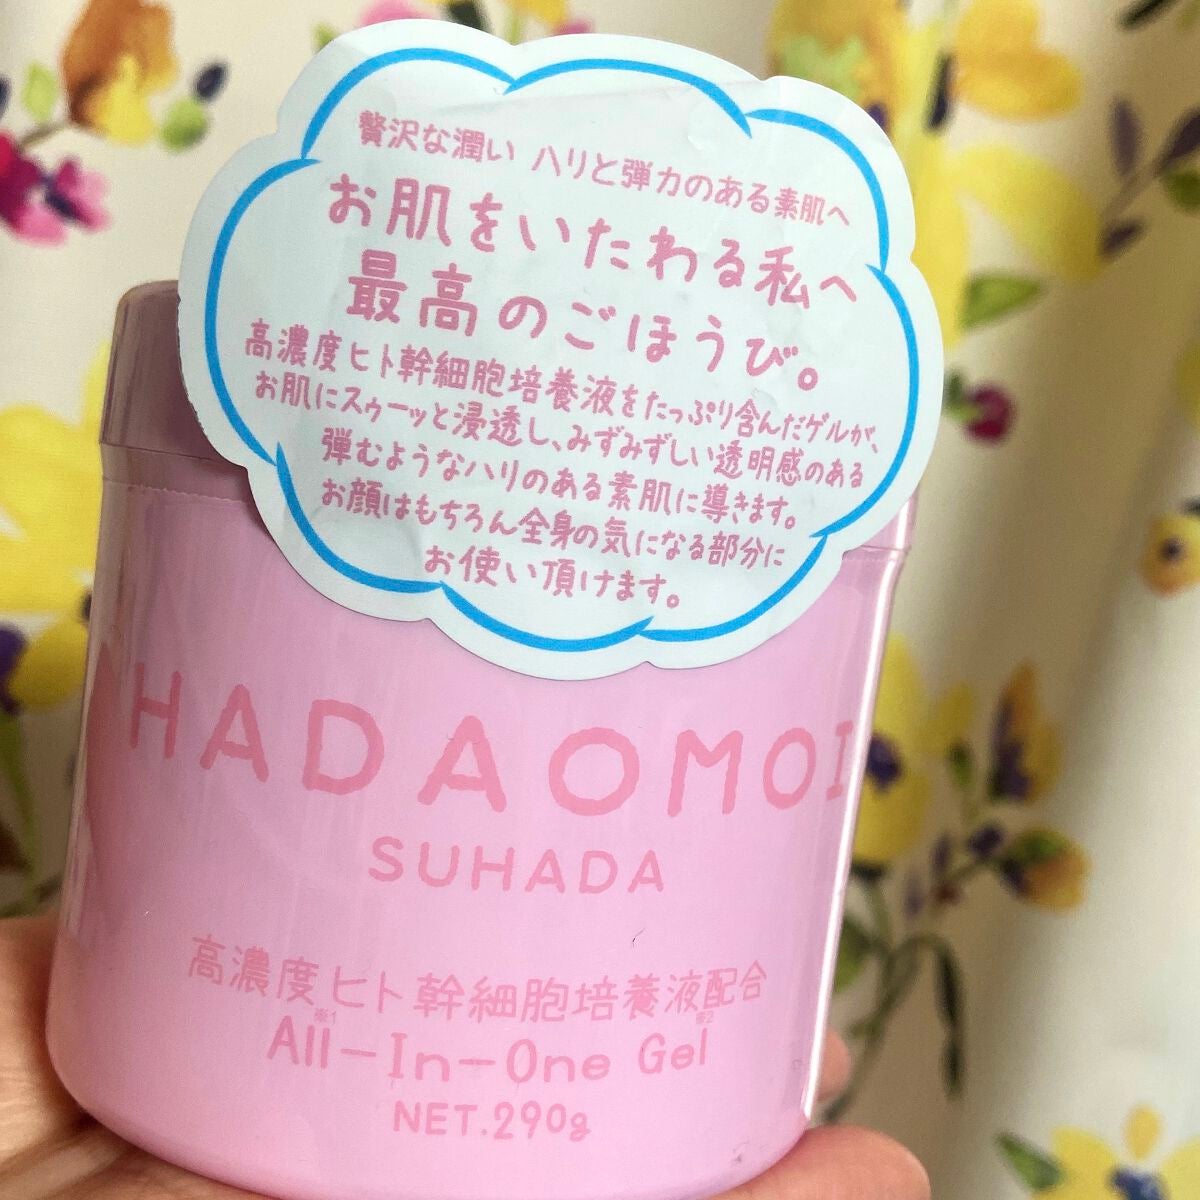 贅沢な潤い ハリと弾力のある素肌へ
お肌をいたわる私へ
最高のごほうび。
高濃度ヒト幹細胞培養液をたっぷり含んだゲルが、
お肌にスゥーッと浸透し、みずみずしい透明感のある
弾むようなハリのある素肌に導きます。
お顔はもちろん全身の気になる部分に
お使い頂けます。
HADAOMOI
SUHADA
高濃度ヒト幹細胞培養液配合
※1 ※2
All-In-One Gel
NET.290g